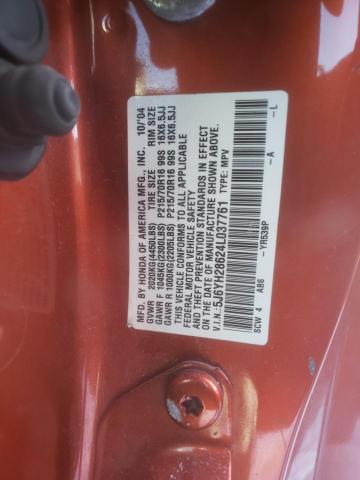 MFD. BY HONDA OF AMERICA MFG., INC. 10/'04
TIRE SIZE RIM SIZE
GVWR 2020KG(4450LBS)
GAWR F 1045KG(2300LBS) P215/70R16 99S 16X6.5JJ
GAWR R 1000KG(2205LBS) P215/70R16 99S 16X6.5JJ
THIS VEHICLE CONFORMS TO ALL APPLICABLE
FEDERAL MOTOR VEHICLE SAFETY AND
THEFT PREVENTION STANDARDS IN EFFECT
ON THE DATE OF MANUFACTURE SHOWN ABOVE.
V.I.N.:5J6YH28624L037761 TYPE: MPV
-YR539P -A -L
SCW 4 AB6